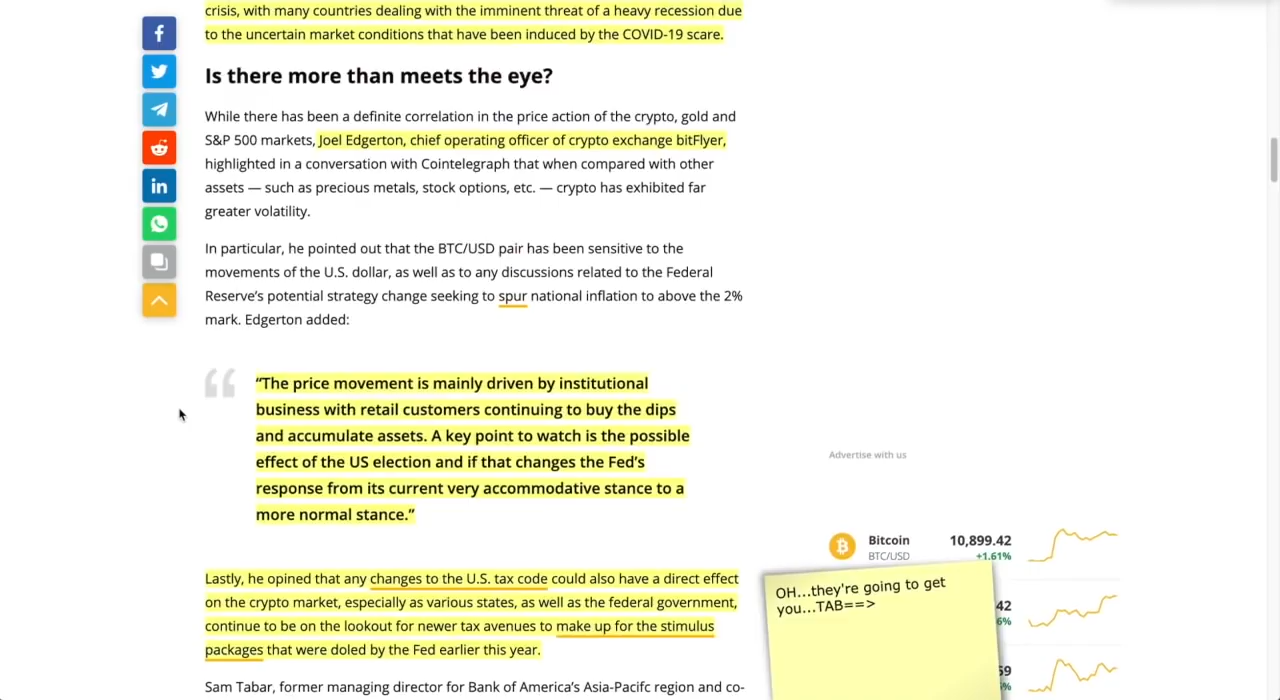 crisis, with many countries dealing with the imminent threat of a heavy recession due
to the uncertain market conditions that have been induced by the COVID-19 scare.
Is there more than meets the eye?
While there has been a definite correlation in the price action of the crypto, gold and
S&P 500 markets, Joel Edgerton, chief operating officer of crypto exchange bitFlyer,
highlighted in a conversation with Cointelegraph that when compared with other
assets — such as precious metals, stock options, etc. — crypto has exhibited far
greater volatility.
In particular, he pointed out that the BTC/USD pair has been sensitive to the
movements of the U.S. dollar, as well as to any discussions related to the Federal
Reserve's potential strategy change seeking to spur national inflation to above the 2%
mark. Edgerton added:
“The price movement is mainly driven by institutional
business with retail customers continuing to buy the dips
and accumulate assets. A key point to watch is the possible
effect of the US election and if that changes the Fed's
response from its current very accommodative stance to a
more normal stance.”
Lastly, he opined that any changes to the U.S. tax code could also have a direct effect
on the crypto market, especially as various states, as well as the federal government,
continue to be on the lookout for newer tax avenues to make up for the stimulus
packages that were doled by the Fed earlier this year.
Sam Tabar, former managing director for Bank of America's Asia-Pacifc region and co-
Advertise with us
Bitcoin 10,899.42
BTC/USD +1.61%
OH...they're going to get
you...TAB==>
42
6%
59
%
in